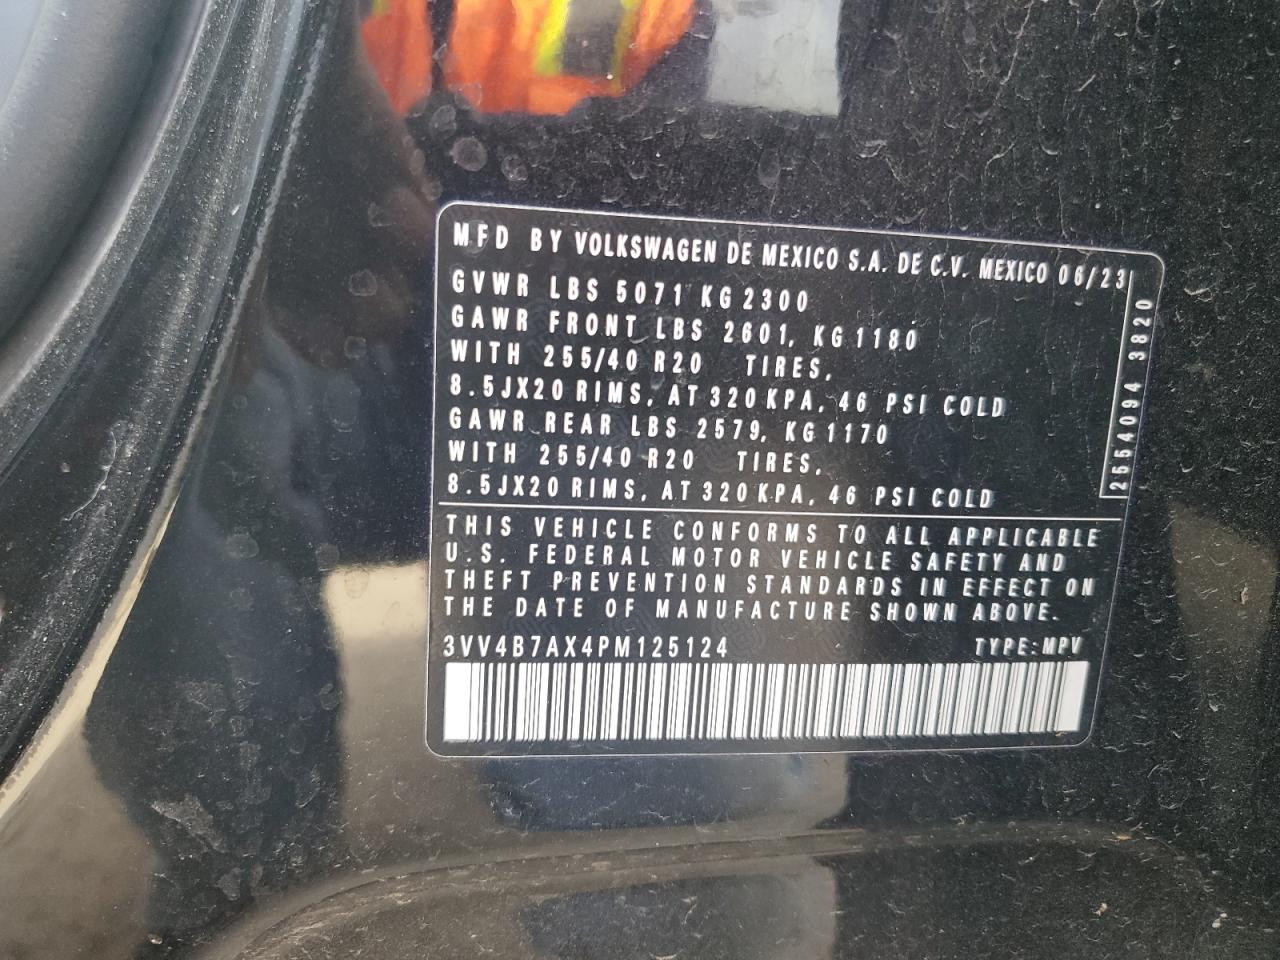 MFD BY VOLKSWAGEN DE MEXICO S.A. DE C.V. MEXICO 06/23
GVWR LBS 5071 KG 2300
GAWR FRONT LBS 2601, KG 1180
WITH 255/40 R20 TIRES,
8.5JX20 RIMS, AT 320 KPA, 46 PSI COLD
GAWR REAR LBS 2579, KG 1170
WITH 255/40 R20 TIRES,
8.5JX20 RIMS, AT 320 KPA, 46 PSI COLD
2554094 3820
THIS VEHICLE CONFORMS TO ALL APPLICABLE
U.S. FEDERAL MOTOR VEHICLE SAFETY AND
THEFT PREVENTION STANDARDS IN EFFECT ON
THE DATE OF MANUFACTURE SHOWN ABOVE.
3VV4B7AX4PM125124 TYPE:MPV